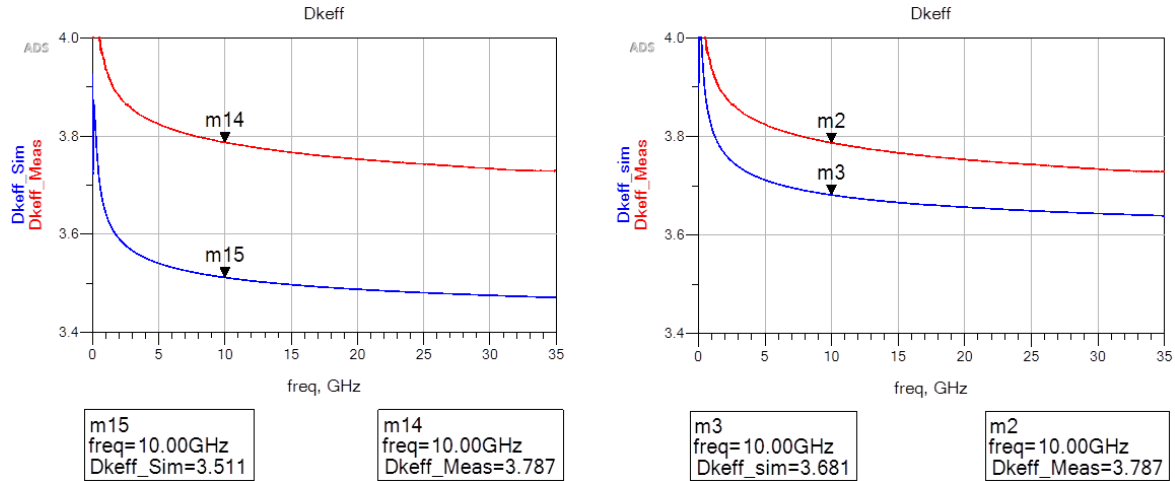 Dkeff
ADS
4.0
3.8
3.6
3.4
Dkeff_Sim
Dkeff_Meas
m14
m15
0 5 10 15 20 25 30 35
freq, GHz
m15
freq=10.00GHz
Dkeff_Sim=3.511
m14
freq=10.00GHz
Dkeff_Meas=3.787
Dkeff
ADS
4.0
3.8
3.6
3.4
Dkeff_sim
Dkeff_Meas
m2
m3
0 5 10 15 20 25 30 35
freq, GHz
m3
freq=10.00GHz
Dkeff_sim=3.681
m2
freq=10.00GHz
Dkeff_Meas=3.787